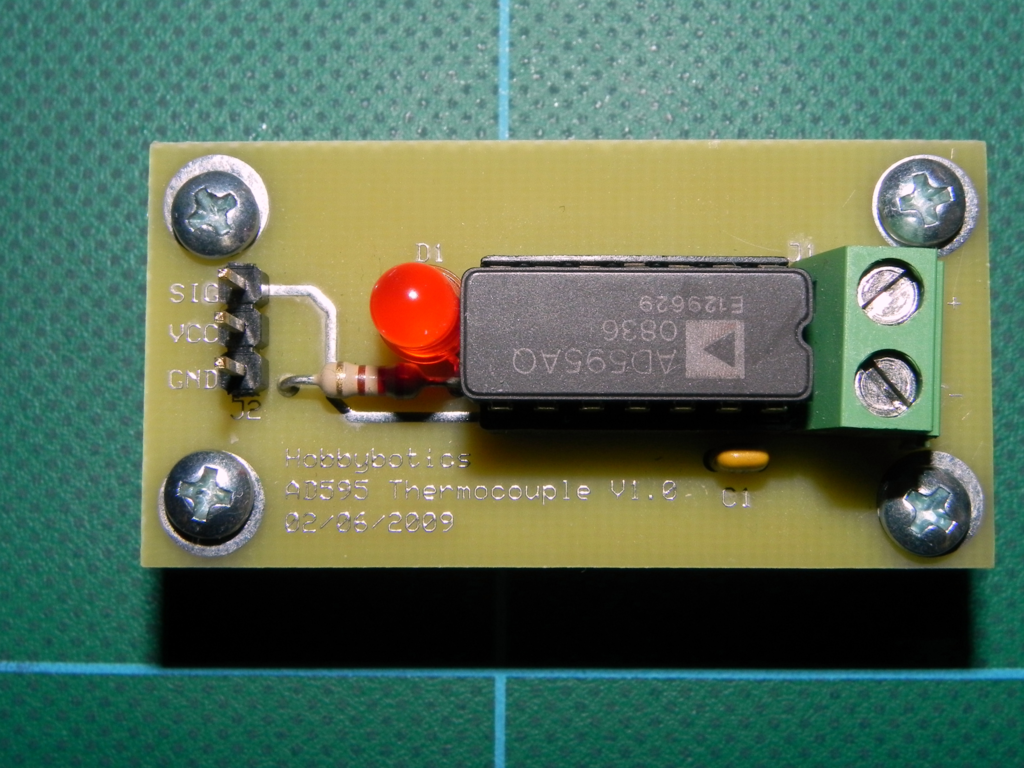 D1
J1
SIG
VCC
GND
J2
+
-
E129629
0836
AD595AQ
Hobbybotics
AD595 Thermocouple V1.0
02/06/2009
C1